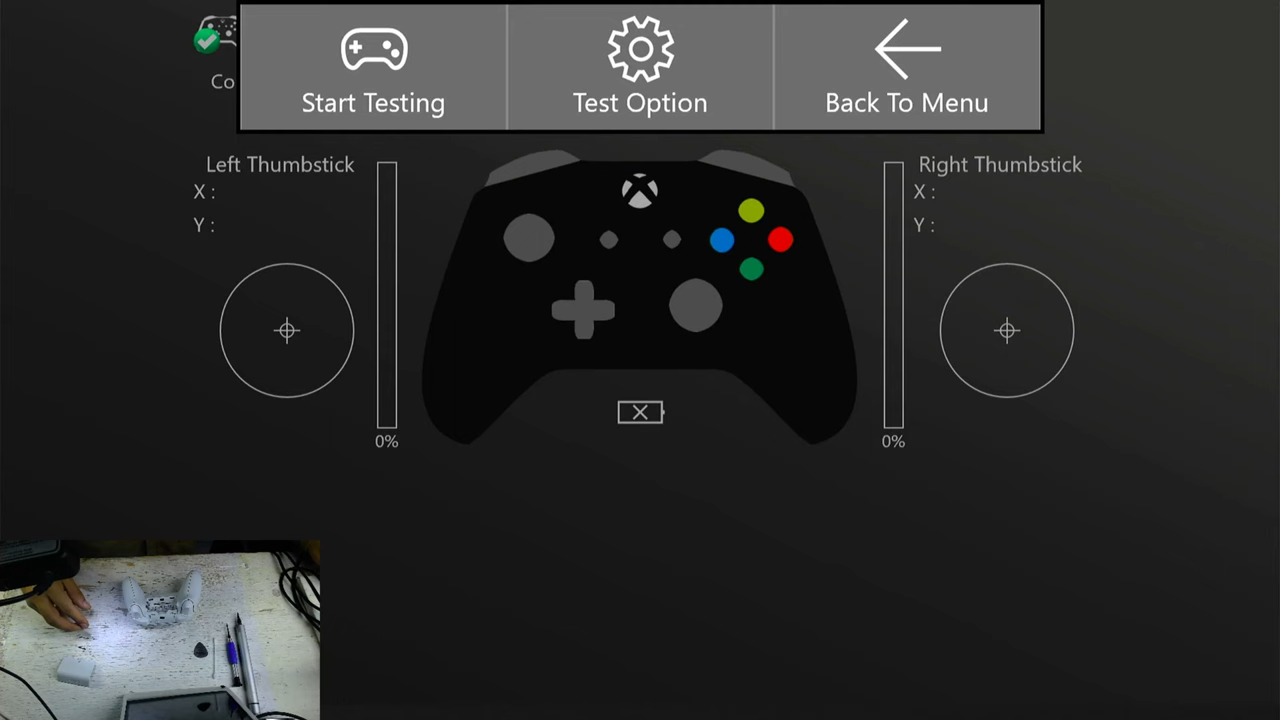 Start Testing
Test Option
Back To Menu
Co
Left Thumbstick
X :
Y :
Right Thumbstick
X :
Y :
0%
0%